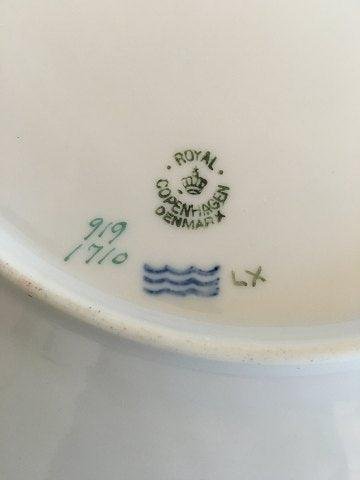 ROYAL
COPENHAGEN
DENMARK
919
1710
LX